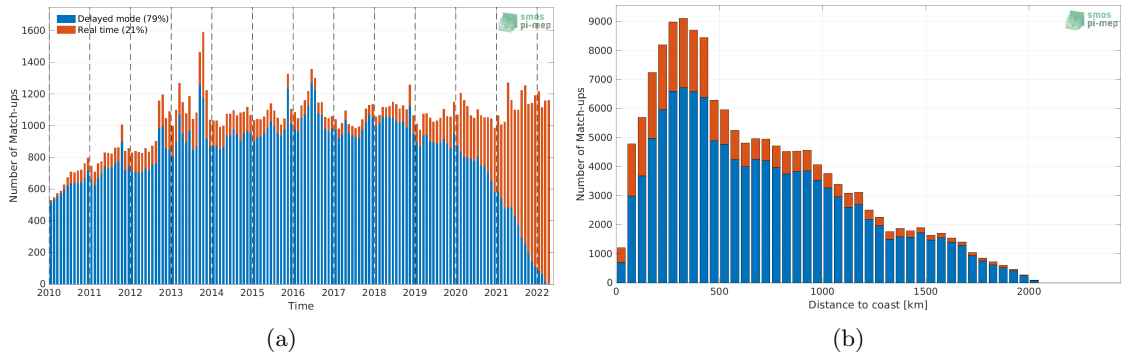 Delayed mode (79%)
Real time (21%)
smos
pi-mep
Number of Match-ups
1600
1400
1200
1000
800
600
400
200
0
2010 2011 2012 2013 2014 2015 2016 2017 2018 2019 2020 2021 2022
Time
(a)
smos
pi-mep
Number of Match-ups
9000
8000
7000
6000
5000
4000
3000
2000
1000
0
0 500 1000 1500 2000
Distance to coast [km]
(b)